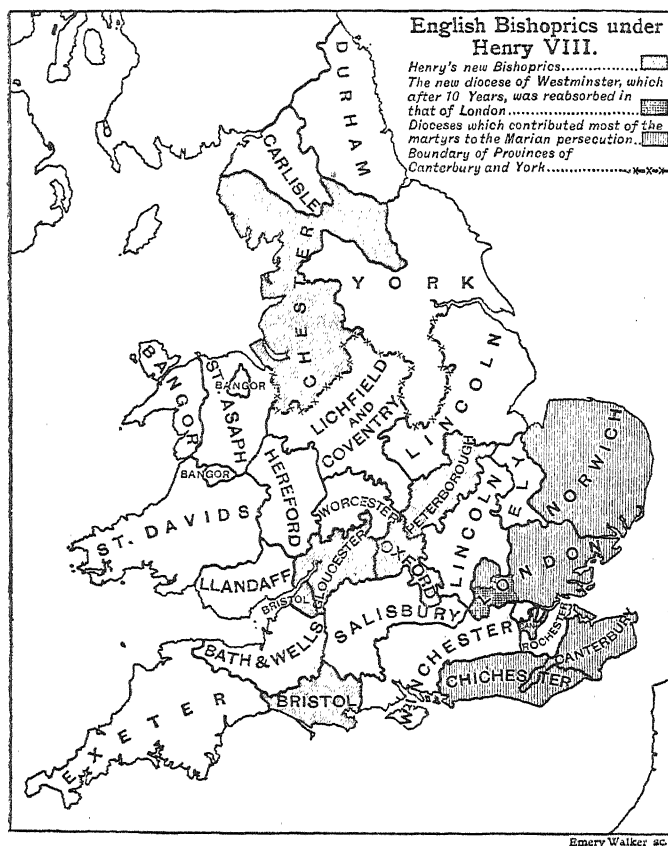 English Bishoprics under
Henry VIII.
Henry's new Bishoprics
The new diocese of Westminster, which
after 10 Years, was reabsorbed in
that of London
Dioceses which contributed most of the
martyrs to the Marian persecution
Boundary of Provinces of
Canterbury and York
DURHAM
CARLISLE
YORK
CHESTER
BANGOR
ST. ASAPH
BANGOR
LICHFIELD
AND
COVENTRY
LINCOLN
LINCOLN
BANGOR
HEREFORD
PETERBOROUGH
ELY
NORWICH
WORCESTER
ST. DAVIDS
LINCOLN
GLOUCESTER
OXFORD
LONDON
LLANDAFF
BRISTOL
SALISBURY
ROCHESTER
CANTERBURY
BATH & WELLS
WINCHESTER
CHICHESTER
BRISTOL
EXETER
Emery Walker sc.